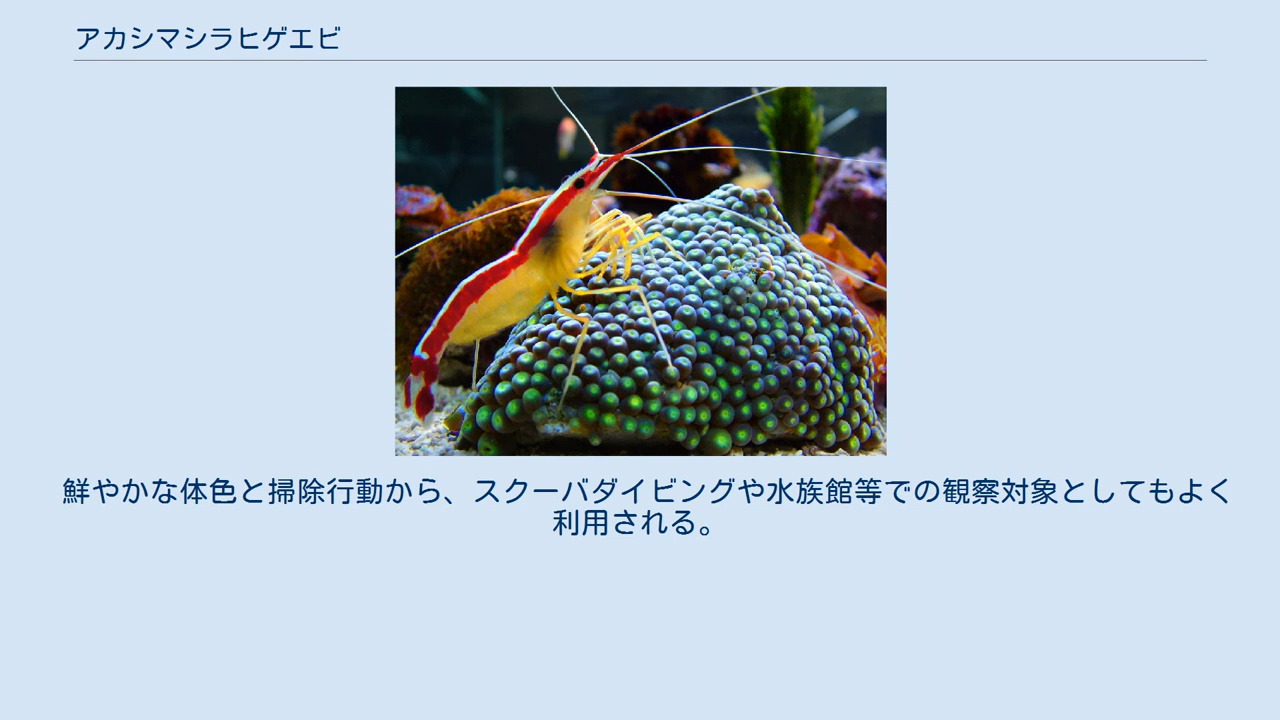 アカシマシラヒゲエビ
鮮やかな体色と掃除行動から、スクーバダイビングや水族館等での観察対象としてもよく
利用される。